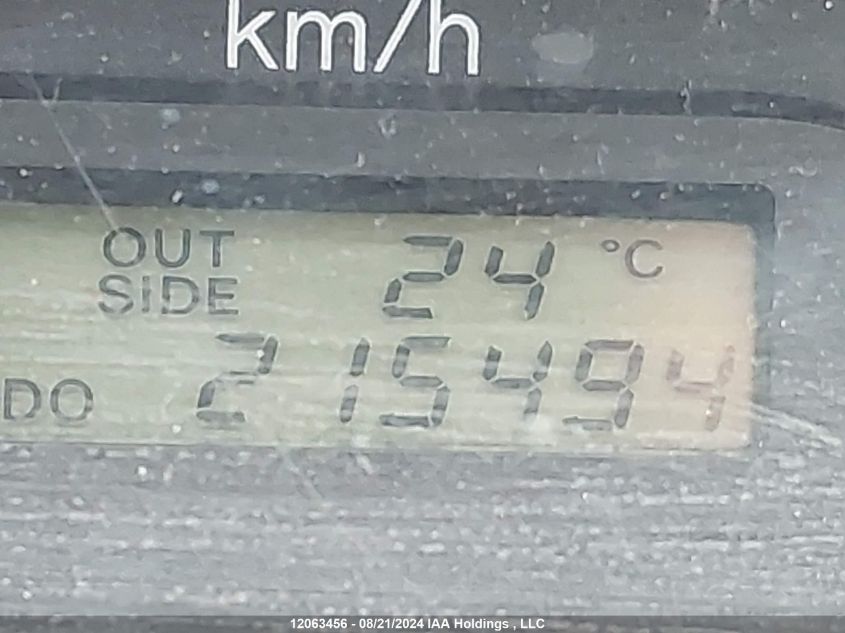 km/h
OUT 24 °C
SIDE
DO 215494
12063456 - 08/21/2024 IAA Holdings , LLC